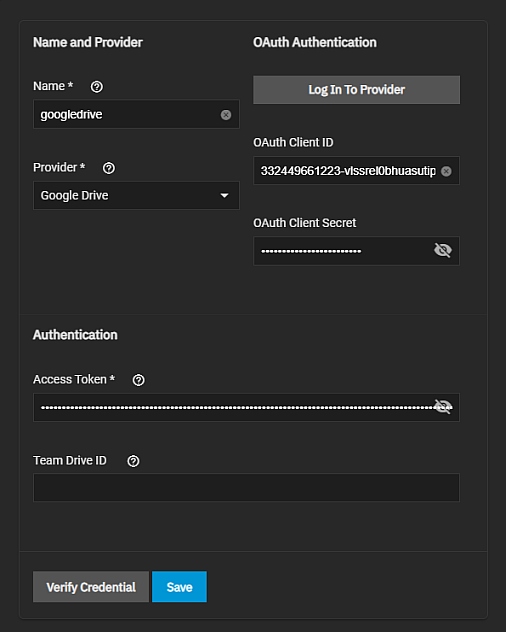 Name and Provider
Name *
googledrive
Provider *
Google Drive
OAuth Authentication
Log In To Provider
OAuth Client ID
332449661223-vlssrel0bhuasutip
OAuth Client Secret
Authentication
Access Token *
Team Drive ID
Verify Credential
Save